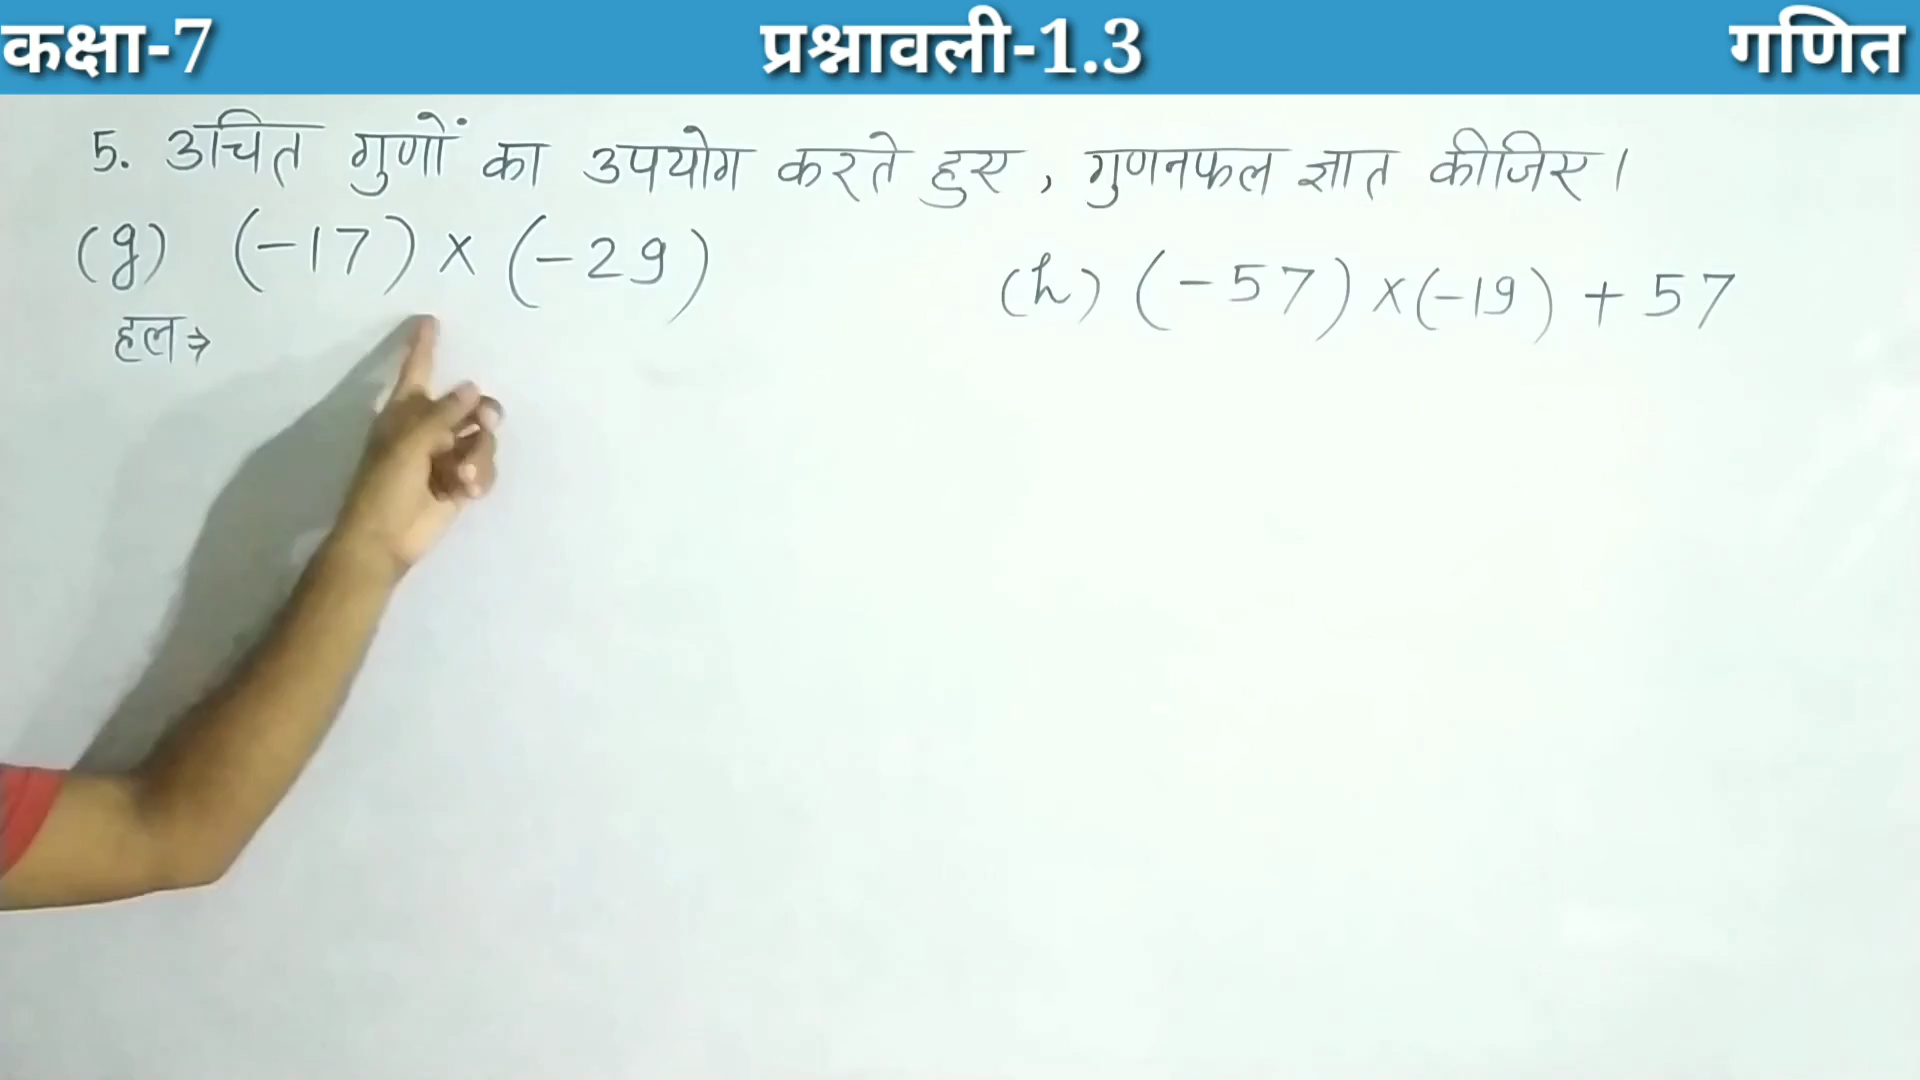 कक्षा-7 प्रश्नावली-1.3 गणित
5. उचित गुणों का उपयोग करते हुए, गुणनफल ज्ञात कीजिए।
(g) (-17) × (-29)
(h) (-57) × (-19) + 57
हल→